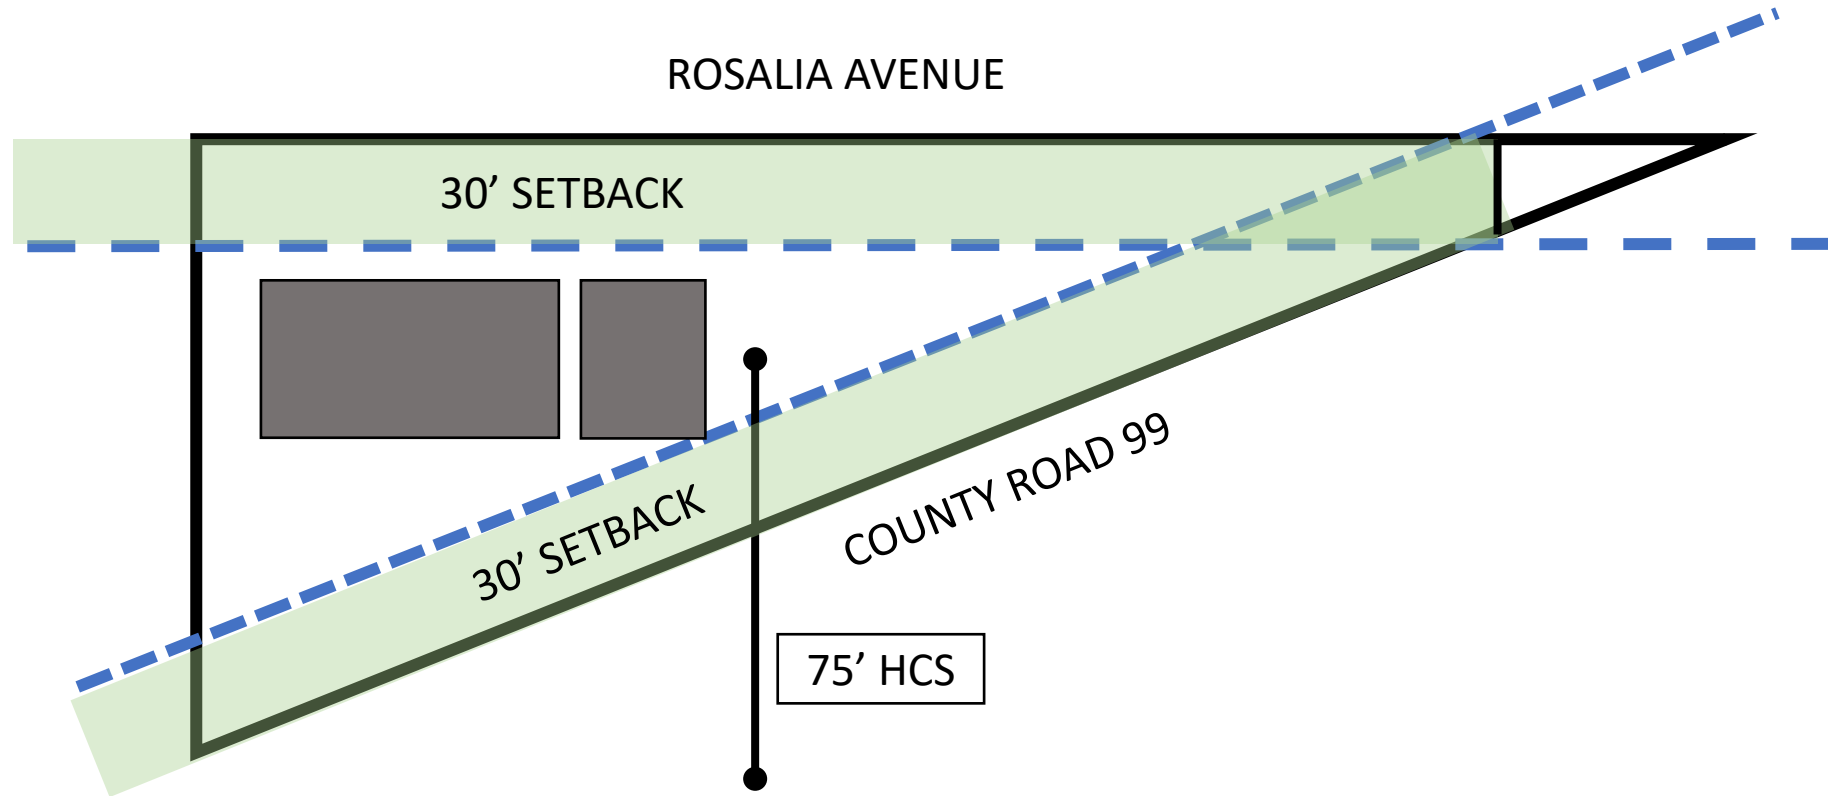 ROSALIA AVENUE
30’ SETBACK
30’ SETBACK
COUNTY ROAD 99
75’ HCS